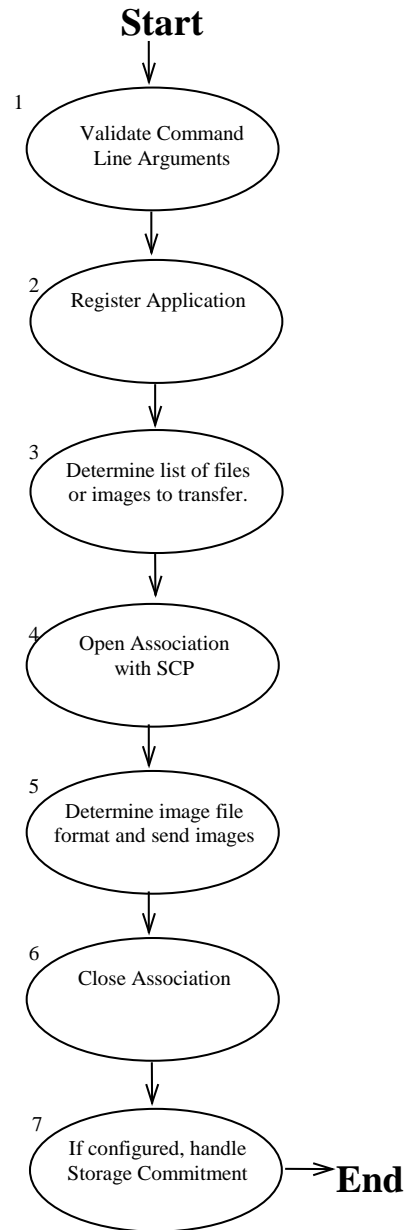 Start
1
Validate Command
Line Arguments
2
Register Application
3
Determine list of files
or images to transfer.
4
Open Association
with SCP
5
Determine image file
format and send images
6
Close Association
7
If configured, handle
Storage Commitment
End